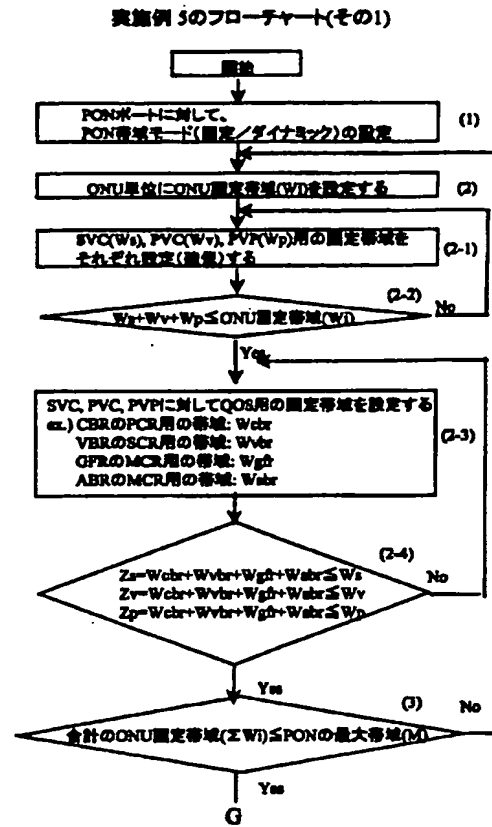 実施例 5のフローチャート(その1)
開始
PONポートに対して、
PON帯域モード(固定/ダイナミック)の設定
(1)
ONU単位にONU固定帯域(Wi)を設定する
(2)
SVC(Ws), PVC(Wv), PVP(Wp)用の固定帯域を
それぞれ設定(確保)する
(2-1)
(2-2)
No
Ws+Wv+Wp≦ONU固定帯域(Wi)
Yes
SVC, PVC, PVPに対してQOS用の固定帯域を設定する
ex.) CBRのPCR用の帯域: Wcbr
VBRのSCR用の帯域: Wvbr
GFRのMCR用の帯域: Wgfr
ABRのMCR用の帯域: Wabr
(2-3)
(2-4)
No
Zs=Wcbr+Wvbr+Wgfr+Wabr≦Ws
Zv=Wcbr+Wvbr+Wgfr+Wabr≦Wv
Zp=Wcbr+Wvbr+Wgfr+Wabr≦Wp
Yes
(3)
No
合計のONU固定帯域(ΣWi)≦PONの最大帯域(M)
Yes
G